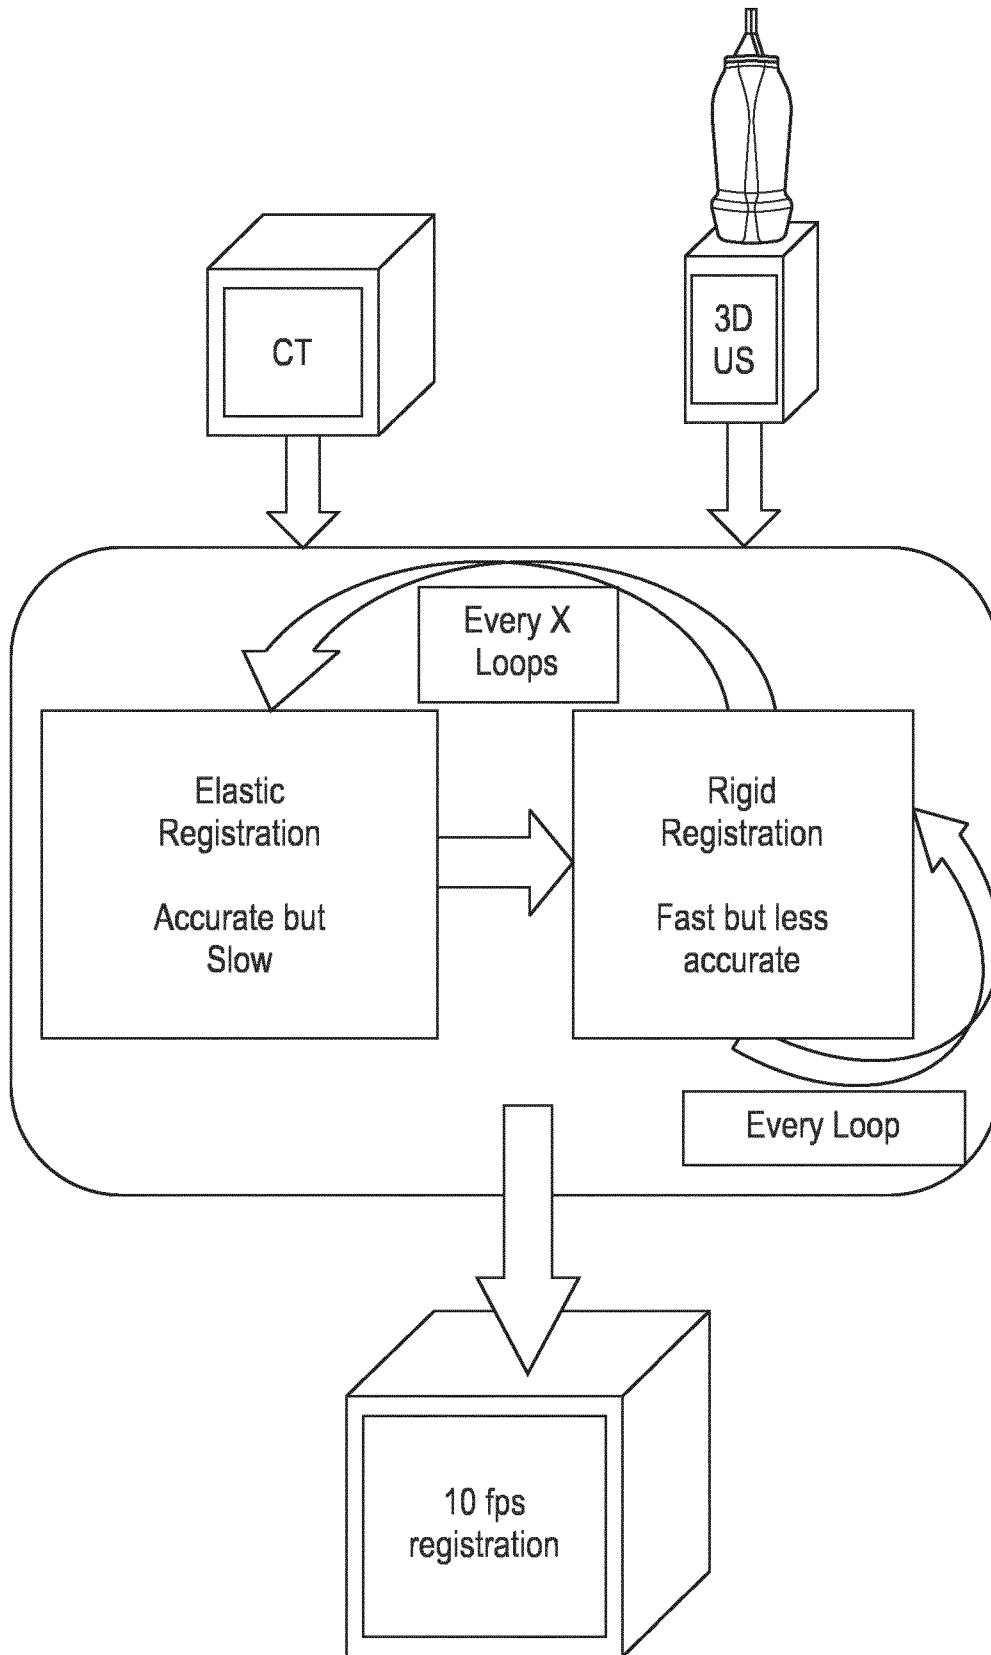 CT
3D
US
Every X
Loops
Elastic
Registration
Accurate but
Slow
Rigid
Registration
Fast but less
accurate
Every Loop
10 fps
registration